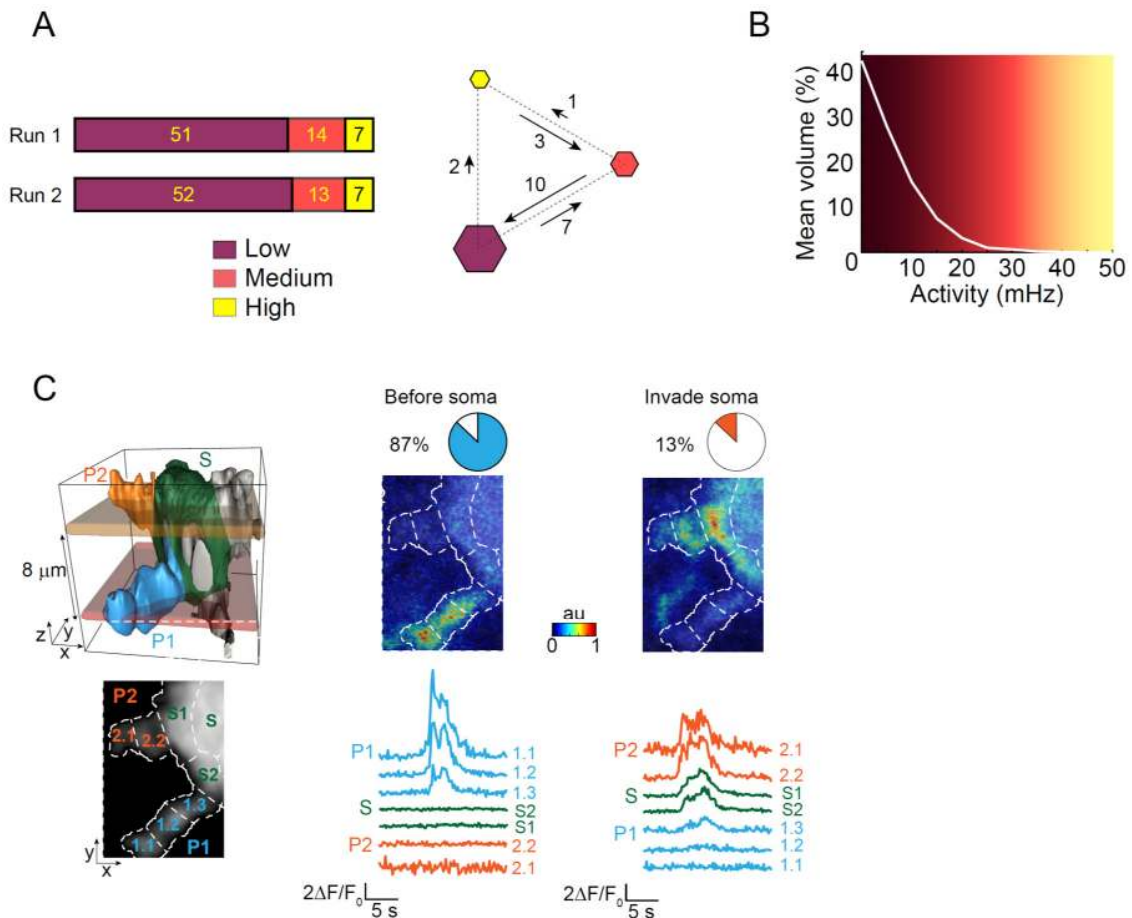 A
Run 1 51 14 7
Run 2 52 13 7
Low
Medium
High
1
3
2
10
7
B
Mean volume (%)
40
30
20
10
0 10 20 30 40 50
Activity (mHz)
C
P2
S
8 μm
P1
z y
x
P2
S1
S
2.1 2.2
S2
1.3
1.2
1.1
P1
y
x
Before soma
87%
Invade soma
13%
au
0 1
P1 1.1
1.2
1.3
S S2
S1
P2 2.2
2.1
2ΔF/F₀
5 s
P2 2.1
2.2
S S1
S2
P1 1.3
1.2
1.1
2ΔF/F₀
5 s